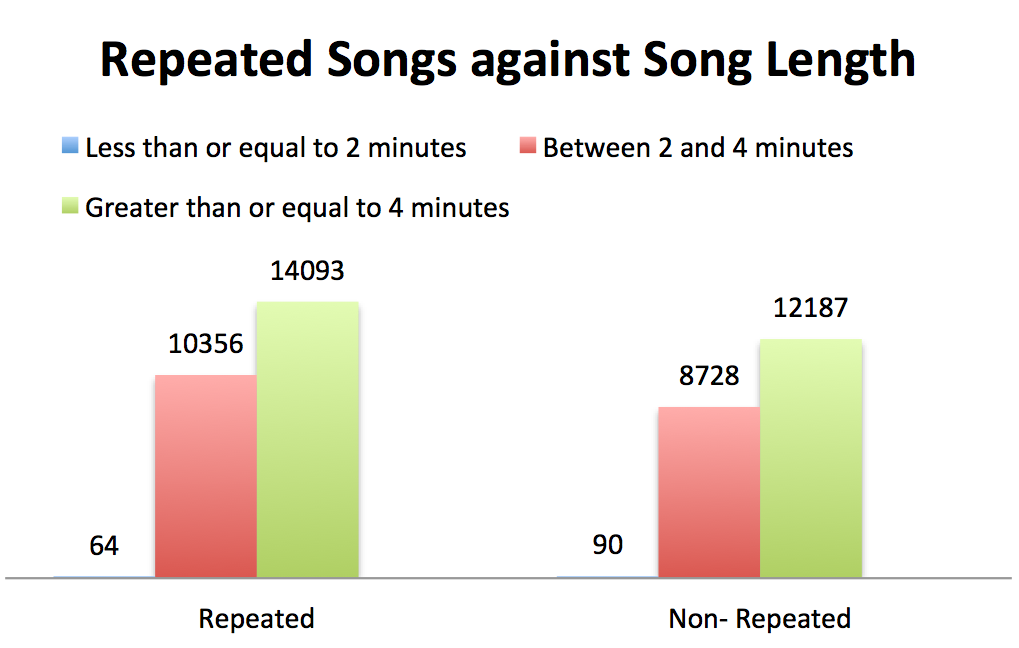 Repeated Songs against Song Length
Less than or equal to 2 minutes
Between 2 and 4 minutes
Greater than or equal to 4 minutes
64
10356
14093
90
8728
12187
Repeated
Non- Repeated